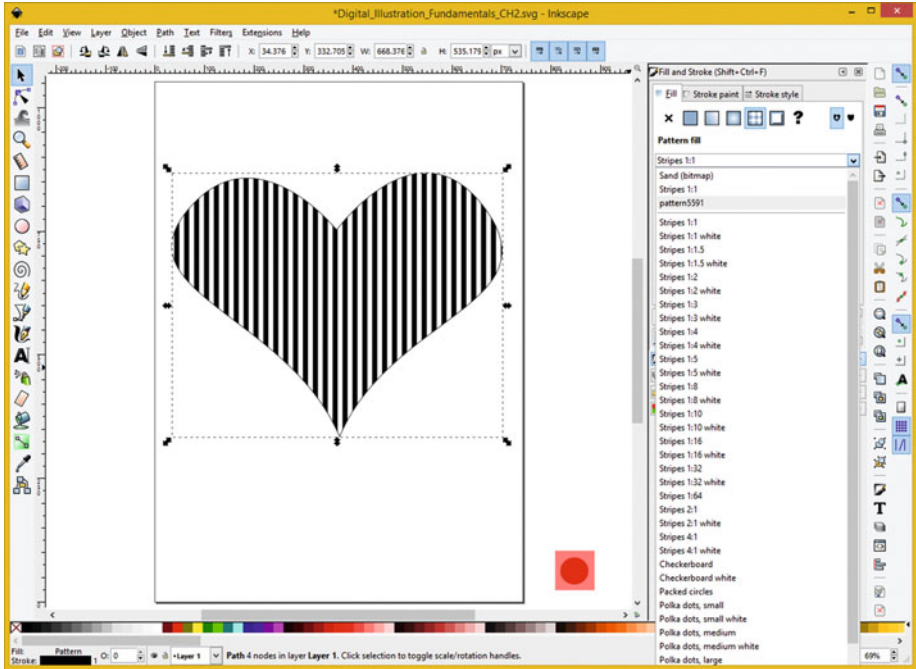 *Digital_Illustration_Fundamentals_CH2.svg - Inkscape
File Edit View Layer Object Path Text Filters Extensions Help
X: 34.376 Y: 332.705 W: 668.376 H: 535.179 px
Fill and Stroke (Shift+Ctrl+F)
Fill Stroke paint Stroke style
?
Pattern fill
Stripes 1:1
Sand (bitmap)
Stripes 1:1
pattern5591
Stripes 1:1
Stripes 1:1 white
Stripes 1:1.5
Stripes 1:1.5 white
Stripes 1:2
Stripes 1:2 white
Stripes 1:3
Stripes 1:3 white
Stripes 1:4
Stripes 1:4 white
Stripes 1:5
Stripes 1:5 white
Stripes 1:8
Stripes 1:8 white
Stripes 1:10
Stripes 1:10 white
Stripes 1:16
Stripes 1:16 white
Stripes 1:32
Stripes 1:32 white
Stripes 1:64
Stripes 2:1
Stripes 2:1 white
Stripes 4:1
Stripes 4:1 white
Checkerboard
Checkerboard white
Packed circles
Polka dots, small
Polka dots, small white
Polka dots, medium
Polka dots, medium white
Polka dots, large
Fill: Pattern
Stroke: 1 O: 0 •Layer 1 Path 4 nodes in layer Layer 1. Click selection to toggle scale/rotation handles. 69%